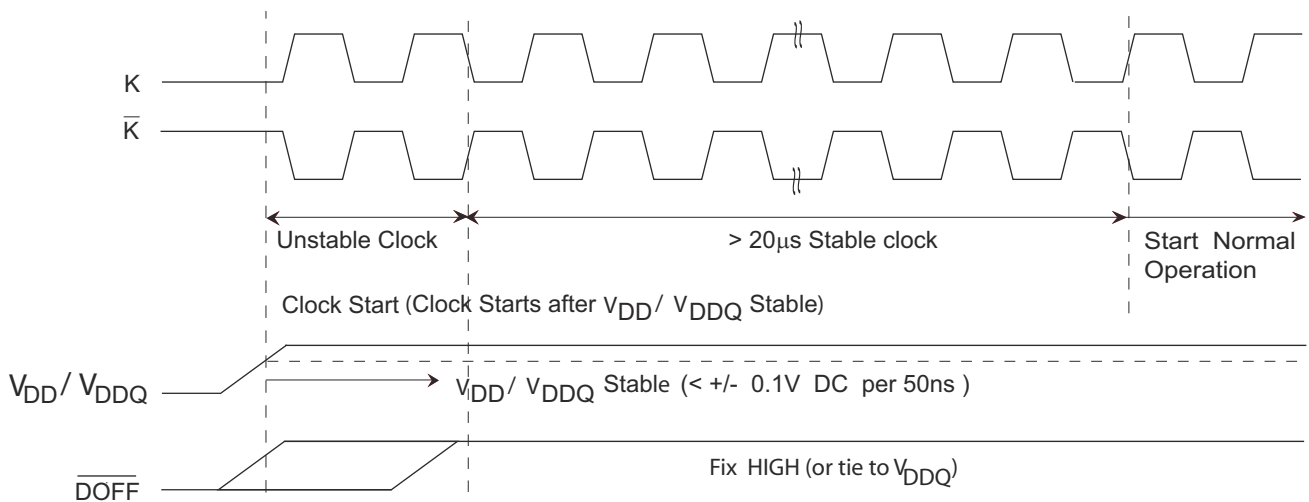 K
K̅
Unstable Clock
> 20μs Stable clock
Start Normal
Operation
Clock Start (Clock Starts after VDD/ VDDQ Stable)
VDD/ VDDQ
VDD/ VDDQ Stable (< +/- 0.1V DC per 50ns )
Fix HIGH (or tie to VDDQ)
D̅O̅F̅F̅